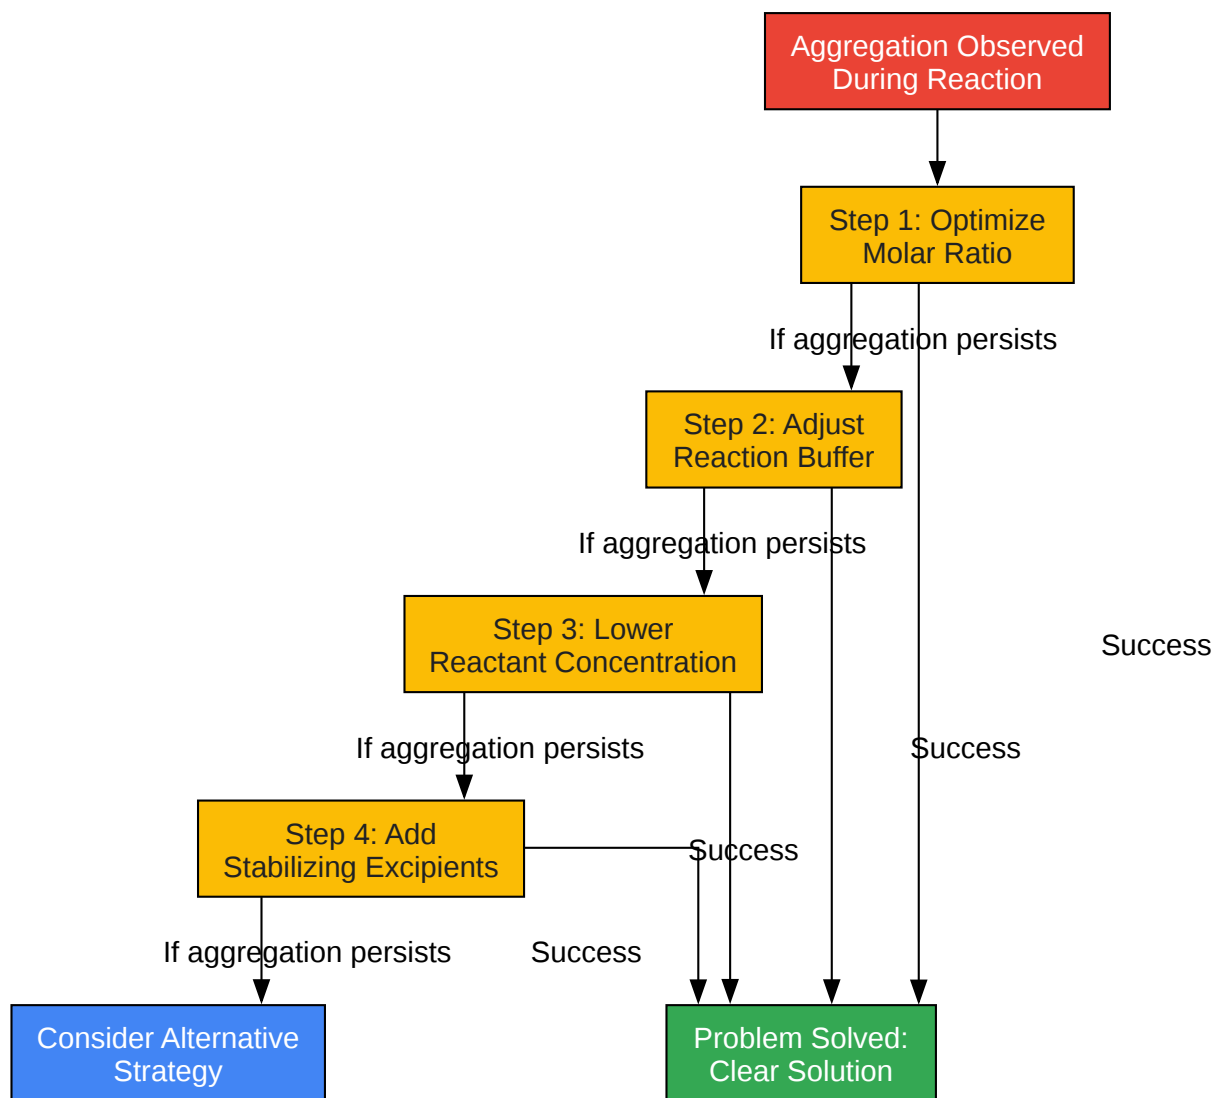 Aggregation Observed
During Reaction
Step 1: Optimize
Molar Ratio
If aggregation persists
Step 2: Adjust
Reaction Buffer
If aggregation persists
Step 3: Lower
Reactant Concentration
Success
If aggregation persists
Success
Step 4: Add
Stabilizing Excipients
Success
If aggregation persists
Success
Consider Alternative
Strategy
Problem Solved:
Clear Solution